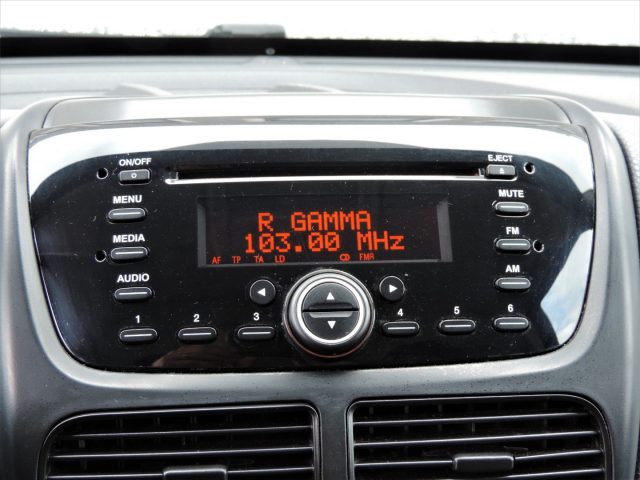 ON/OFF
EJECT
MENU
MUTE
R GAMMA
103.00 MHz
MEDIA
FM
AF TP TA LD CD FMR
AUDIO
AM
1 2 3 4 5 6